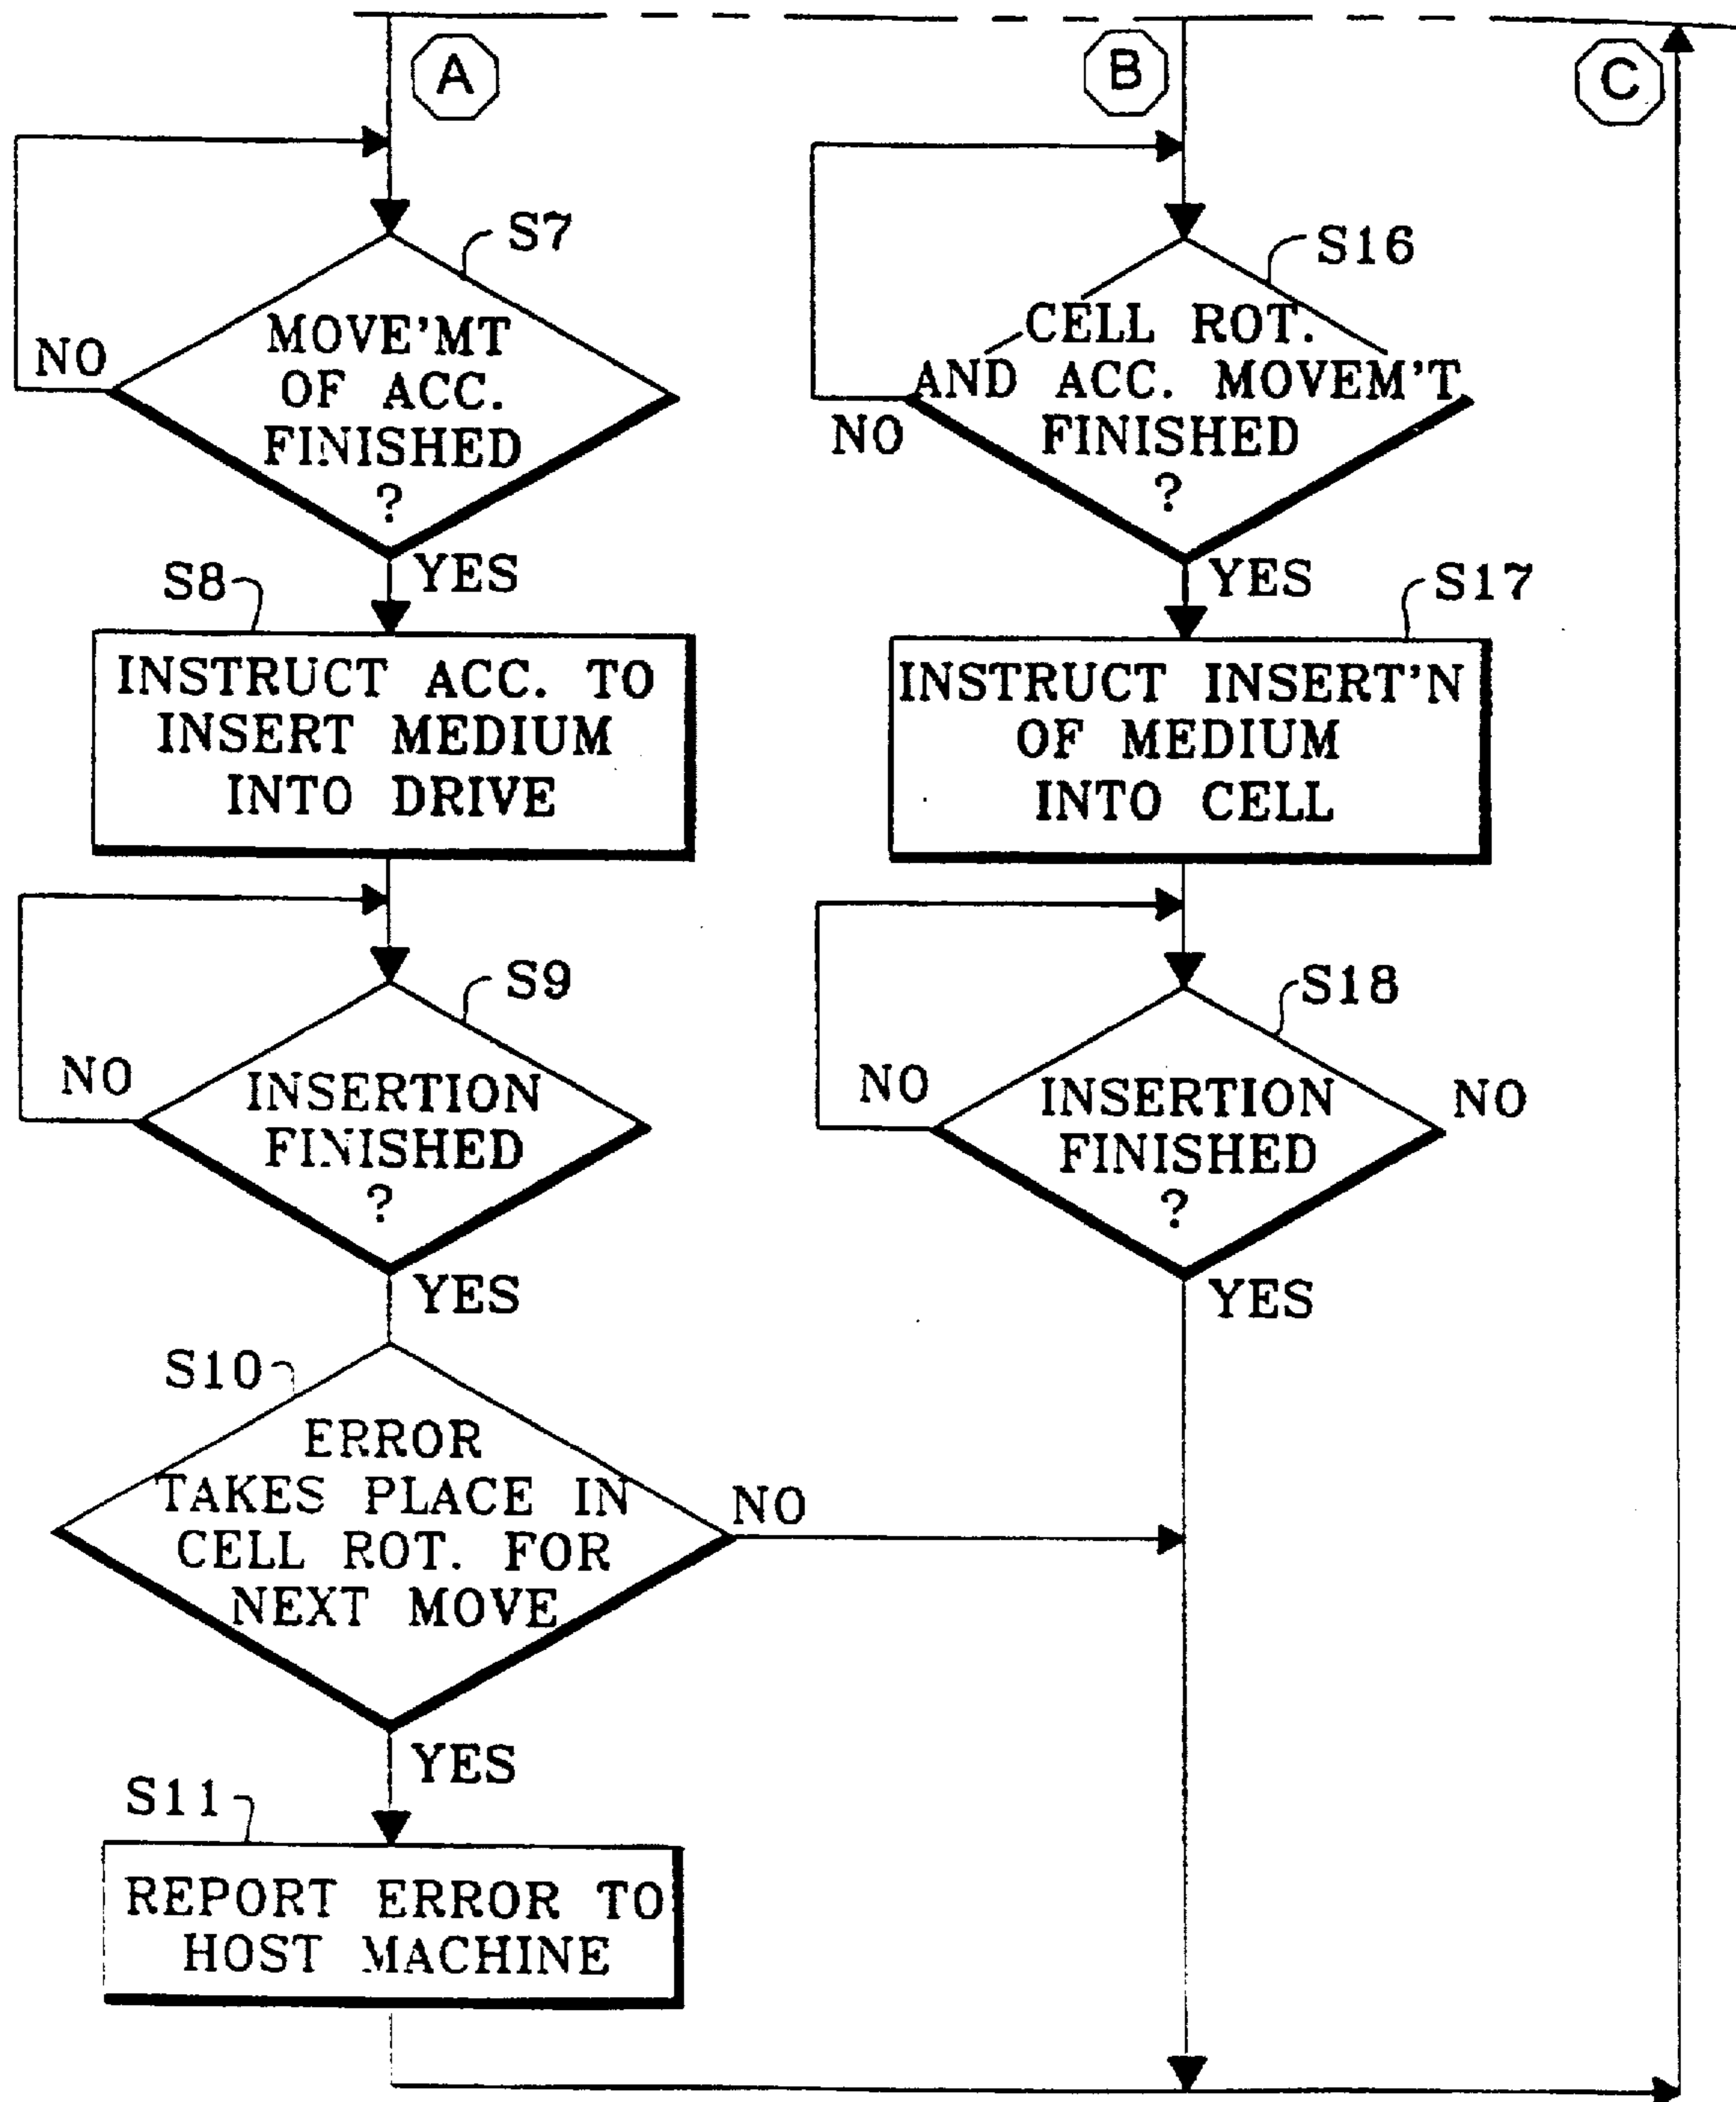 A
B
C
S7
MOVE'MT
OF ACC.
FINISHED
?
NO
YES
S8
INSTRUCT ACC. TO
INSERT MEDIUM
INTO DRIVE
S9
INSERTION
FINISHED
?
NO
YES
S10
ERROR
TAKES PLACE IN
CELL ROT. FOR
NEXT MOVE
NO
YES
S11
REPORT ERROR TO
HOST MACHINE
S16
CELL ROT.
AND ACC. MOVEM'T
FINISHED
?
NO
YES
S17
INSTRUCT INSERT'N
OF MEDIUM
INTO CELL
S18
INSERTION
FINISHED
?
NO
NO
YES